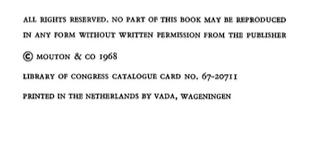 ALL RIGHTS RESERVED. NO PART OF THIS BOOK MAY BE REPRODUCED
IN ANY FORM WITHOUT WRITTEN PERMISSION FROM THE PUBLISHER
© MOUTON & CO 1968
LIBRARY OF CONGRESS CATALOGUE CARD NO. 67-20711
PRINTED IN THE NETHERLANDS BY VADA, WAGENINGEN